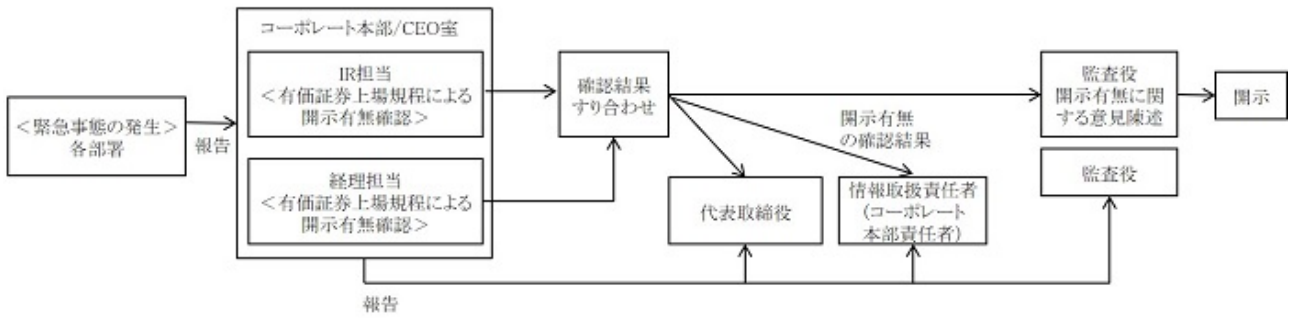 コーポレート本部/CEO室
IR担当
<有価証券上場規程による
開示有無確認>
<緊急事態の発生>
各部署
報告
経理担当
<有価証券上場規程による
開示有無確認>
確認結果
すり合わせ
開示有無
の確認結果
代表取締役
情報取扱責任者
(コーポレート
本部責任者)
監査役
開示有無に関
する意見陳述
開示
監査役
報告